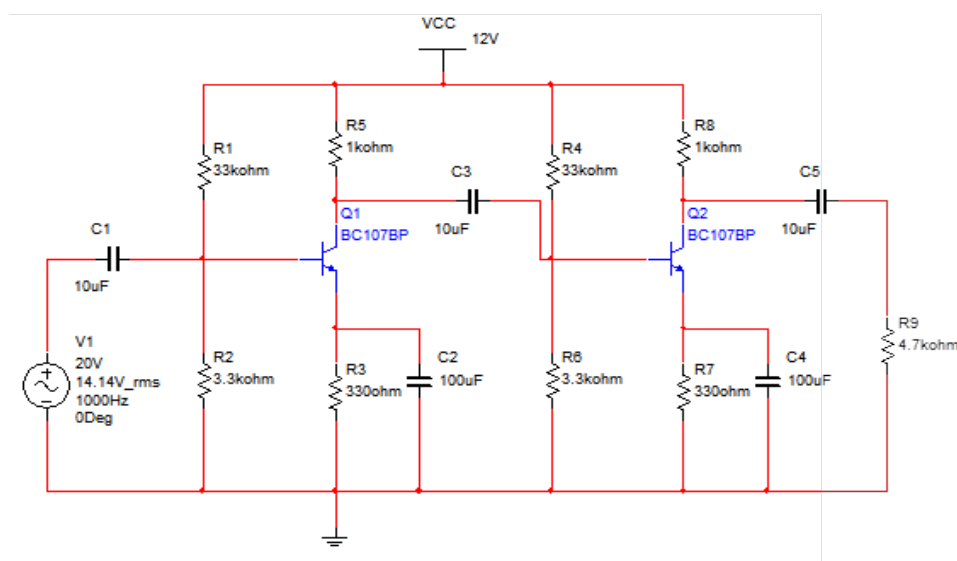 VCC
12V
R1
33kohm
R5
1kohm
R4
33kohm
R8
1kohm
C3
10uF
C5
10uF
Q1
BC107BP
Q2
BC107BP
C1
10uF
V1
20V
14.14V_rms
1000Hz
0Deg
R2
3.3kohm
R3
330ohm
C2
100uF
R6
3.3kohm
R7
330ohm
C4
100uF
R9
4.7kohm